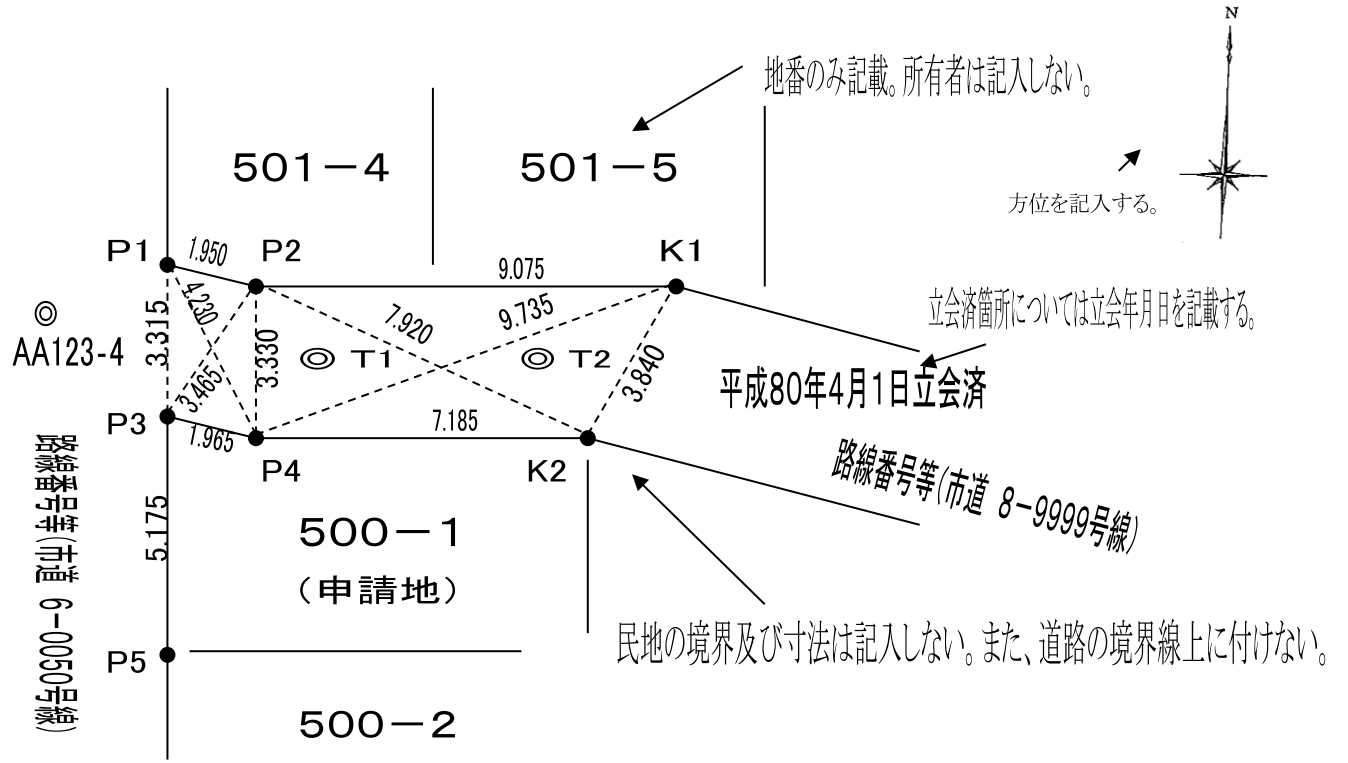 N
地番のみ記載。所有者は記入しない。
501－4
501－5
方位を記入する。
P1
1.950
P2
9.075
K1
立会済箇所については立会年月日を記載する。
◎
AA123-4
3.315
4.230
3.465
3.330
◎ T1
7.920
9.735
◎ T2
3.840
平成80年4月1日立会済
P3
1.965
P4
7.185
K2
路線番号等(市道 8－9999号線)
路線番号等(市道 6－0050号線)
5.175
500－1
(申請地)
民地の境界及び寸法は記入しない。また、道路の境界線上に付けない。
P5
500－2